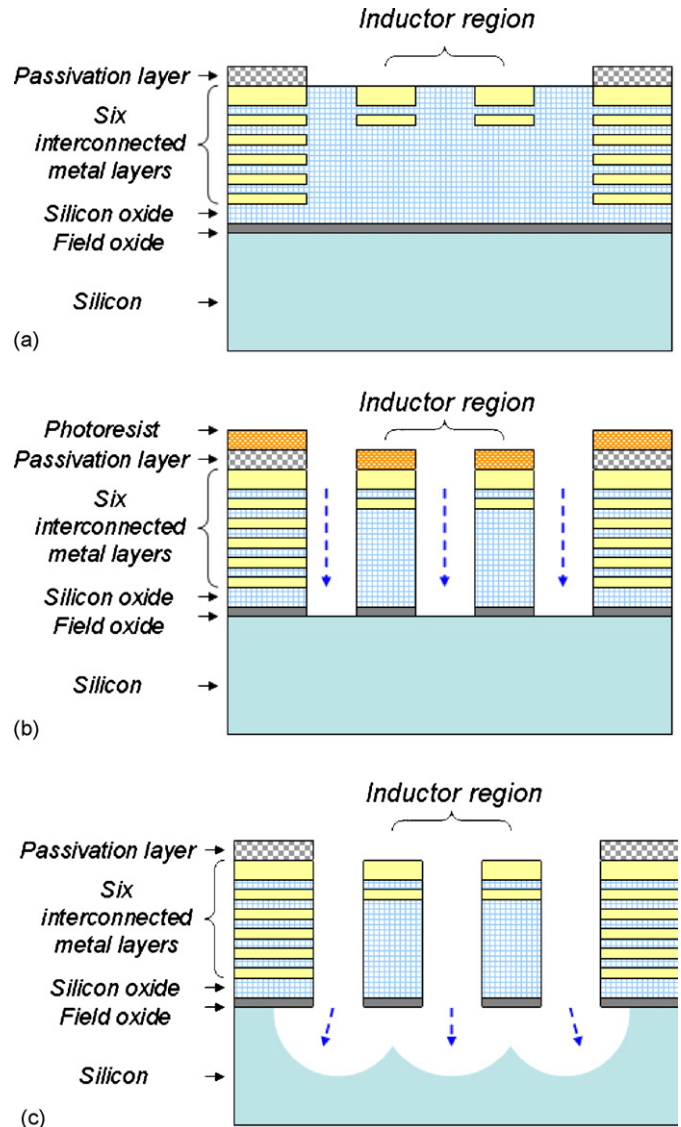 Inductor region
Passivation layer
Six
interconnected
metal layers
Silicon oxide
Field oxide
Silicon
(a)
Inductor region
Photoresist
Passivation layer
Six
interconnected
metal layers
Silicon oxide
Field oxide
Silicon
(b)
Inductor region
Passivation layer
Six
interconnected
metal layers
Silicon oxide
Field oxide
Silicon
(c)